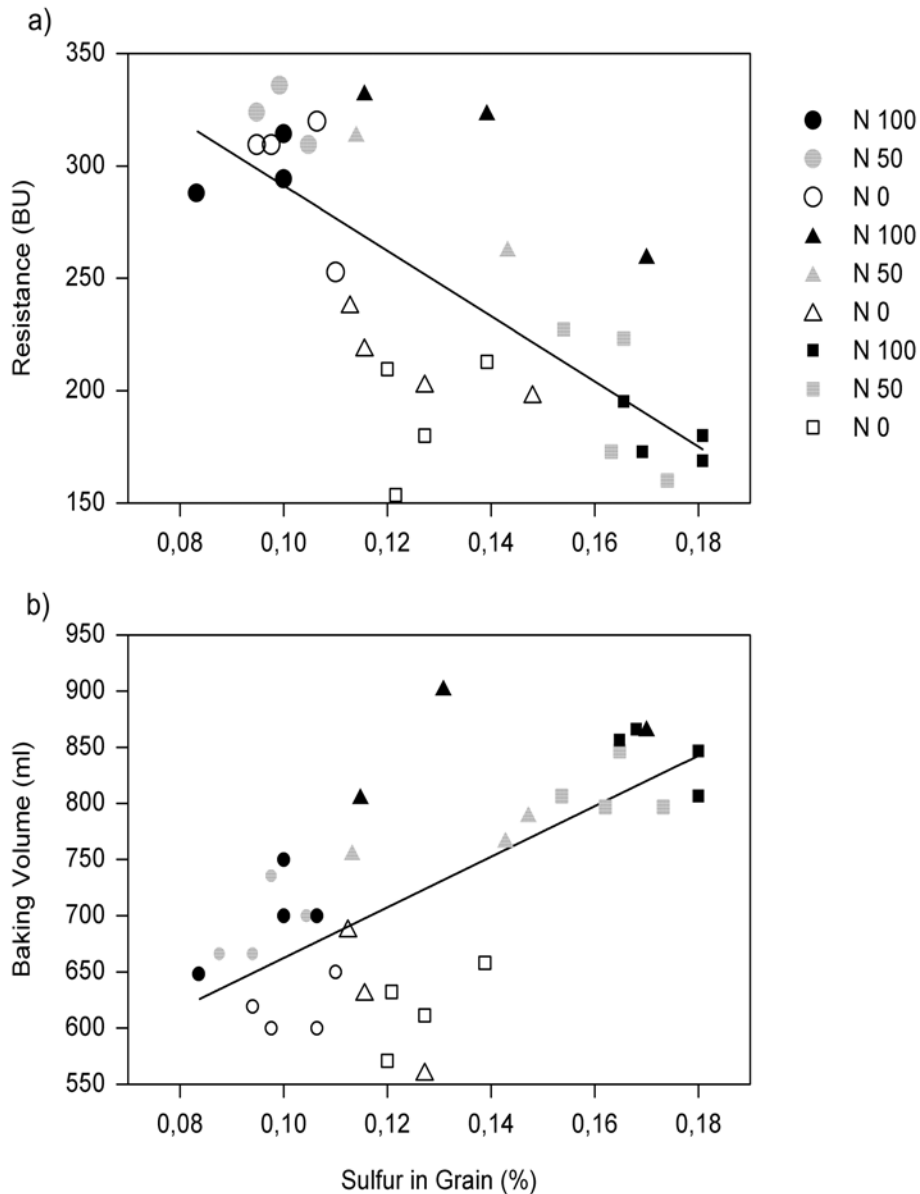 a)
350
300
250
200
150
Resistance (BU)
0,08 0,10 0,12 0,14 0,16 0,18
N 100
N 50
N 0
N 100
N 50
N 0
N 100
N 50
N 0
b)
950
900
850
800
750
700
650
600
550
Baking Volume (ml)
0,08 0,10 0,12 0,14 0,16 0,18
Sulfur in Grain (%)